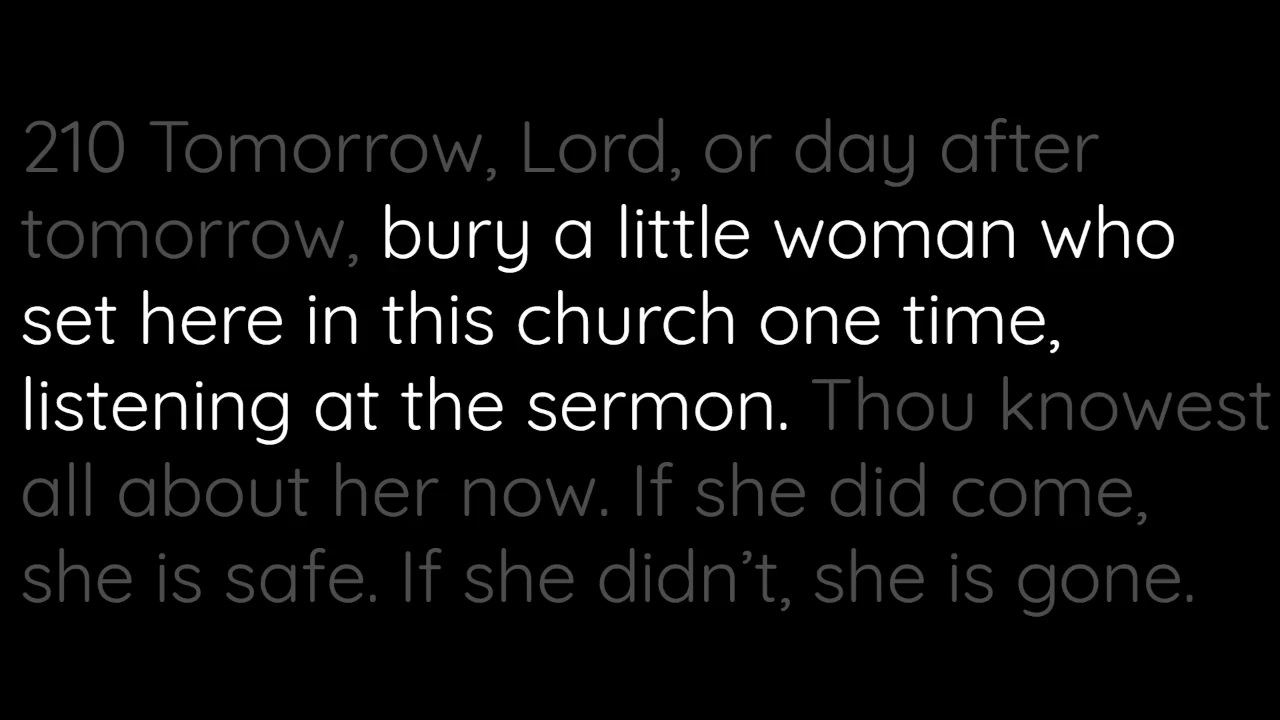 210 Tomorrow, Lord, or day after
tomorrow, bury a little woman who
set here in this church one time,
listening at the sermon. Thou knowest
all about her now. If she did come,
she is safe. If she didn’t, she is gone.